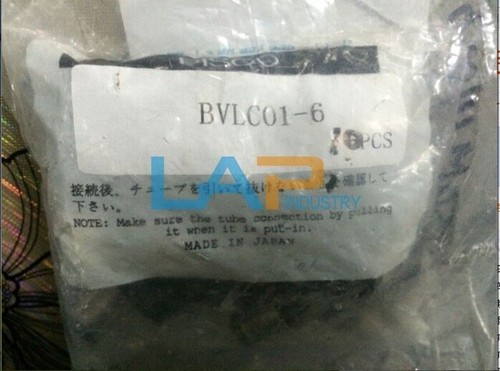 BVLC01-6
PCS
LAP
INDUSTRY
接続後、チューブを引いて抜けない 確認して
下さい。
NOTE: Make sure the tube connection by pulling
it when it is put-in.
MADE IN JAPAN